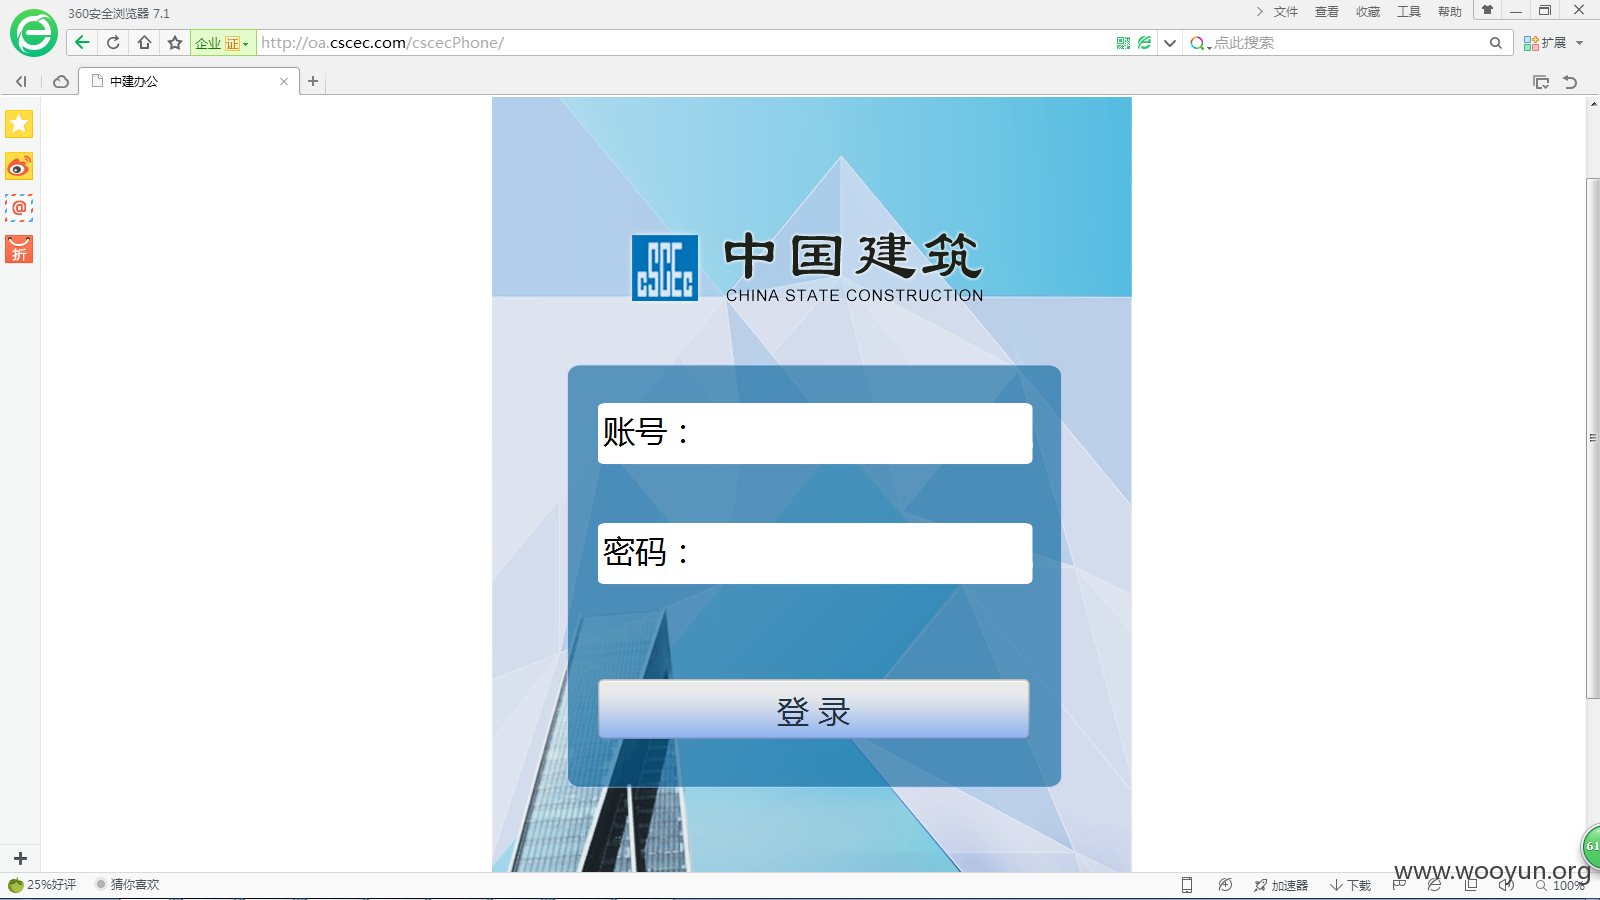 360安全浏览器 7.1
文件 查看 收藏 工具 帮助
企业 证 http://oa.cscec.com/cscecPhone/ 点此搜索 扩展
中建办公
@
折
CSCEC
中国建筑
CHINA STATE CONSTRUCTION
账号：
密码：
登 录
61
www.wooyun.org
25%好评 猜你喜欢 加速器 下载 100%